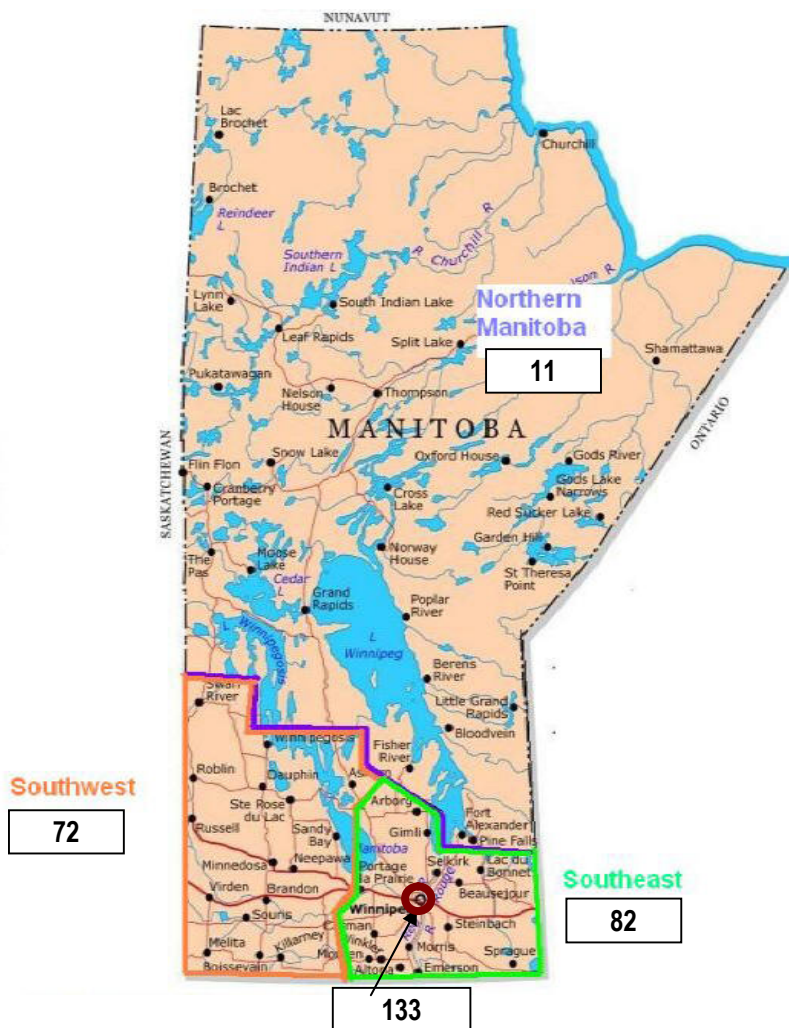 NUNAVUT
Lac
Brochet
Churchill
Brochet
Reindeer
L
R Churchill R
Southern
Indian L
Lynn
Lake
South Indian Lake
Northern
Manitoba
Leaf Rapids
Split Lake
11
Shamattawa
Pukatawagan
Nelson
House
Thompson
MANITOBA
ONTARIO
SASKATCHEWAN
Flin Flon
Snow Lake
Oxford House
Gods River
Cranberry
Portage
Cross
Lake
Gods Lake
Narrows
Red Sucker Lake
The
Pas
Moose
Lake
Norway
House
Garden Hill
St Theresa
Point
Cedar
L
Grand
Rapids
Poplar
River
L Winnipegosis
L
Winnipeg
Berens
River
Swan
River
Little Grand
Rapids
Winnipegosis
Bloodvein
Fisher
River
Southwest
72
Roblin
Dauphin
Ste Rose
du Lac
Arborg
Fort
Alexander
Russell
Sandy
Bay
Gimli
Pine Falls
Minnedosa
Neepawa
Portage
la Prairie
Selkirk
Lac du
Bonnet
Southeast
82
Virden
Brandon
Winnipeg
Beausejour
Souris
Steinbach
Melita
Killarney
Winkler
Morris
Sprague
Boissevain
Altona
Emerson
133